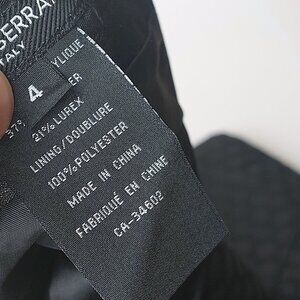 SERRA
ITALY
4
YLIQUE
ER
37%
21% LUREX
LINING/DOUBLURE
100% POLYESTER
MADE IN CHINA
FABRIQUÉ EN CHINE
CA-34602